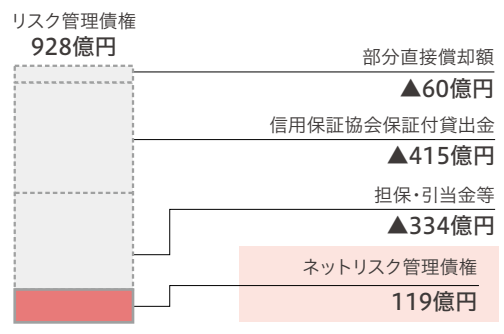 リスク管理債権
928億円
部分直接償却額
▲60億円
信用保証協会保証付貸出金
▲415億円
担保・引当金等
▲334億円
ネットリスク管理債権
119億円